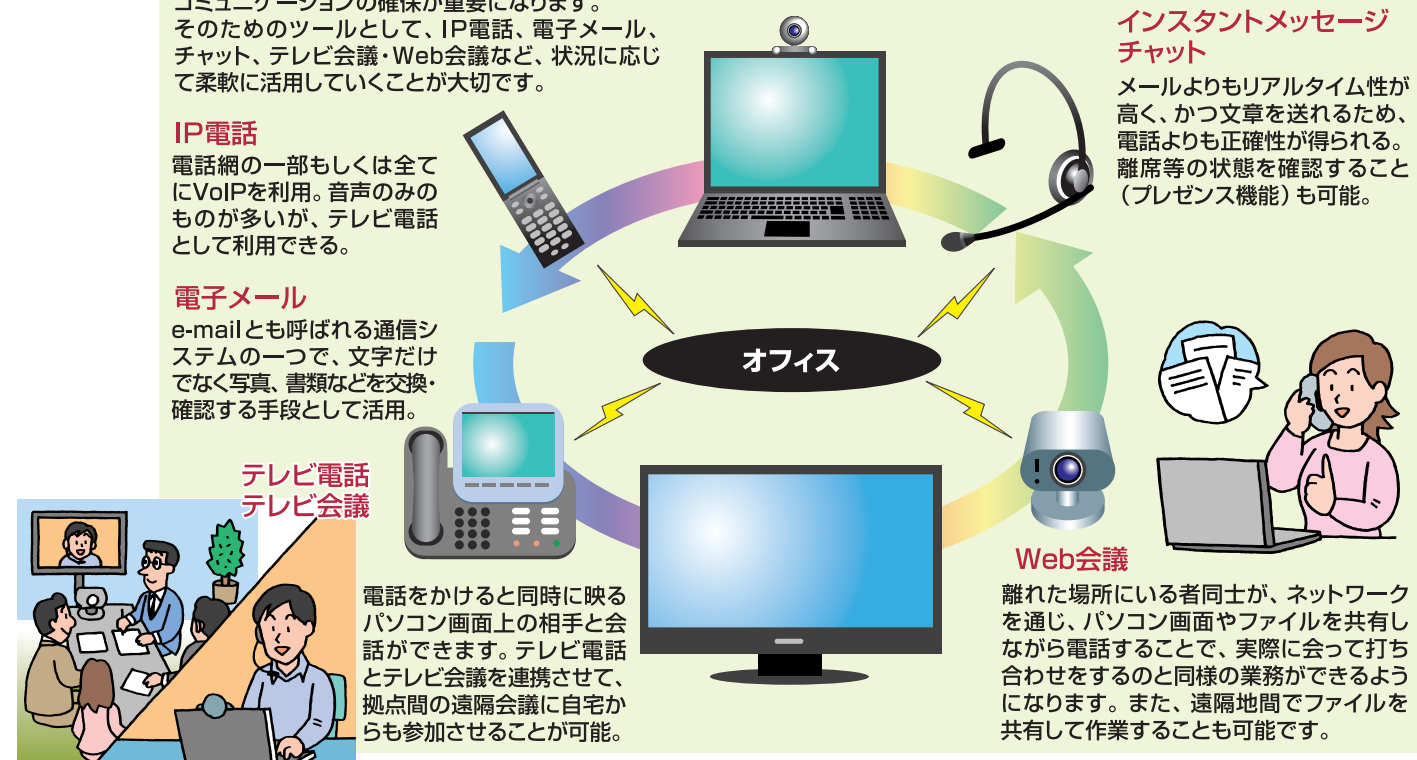 コミュニケーションの確保が重要になります。
そのためのツールとして、IP電話、電子メール、
チャット、テレビ会議・Web会議など、状況に応じ
て柔軟に活用していくことが大切です。
IP電話
電話網の一部もしくは全て
にVoIPを利用。音声のみの
ものが多いが、テレビ電話
として利用できる。
電子メール
e-mailとも呼ばれる通信シ
ステムの一つで、文字だけ
でなく写真、書類などを交換・
確認する手段として活用。
テレビ電話
テレビ会議
電話をかけると同時に映る
パソコン画面上の相手と会
話ができます。テレビ電話
とテレビ会議を連携させて、
拠点間の遠隔会議に自宅か
らも参加させることが可能。
オフィス
インスタントメッセージ
チャット
メールよりもリアルタイム性が
高く、かつ文章を送れるため、
電話よりも正確性が得られる。
離席等の状態を確認すること
（プレゼンス機能）も可能。
Web会議
離れた場所にいる者同士が、ネットワーク
を通じ、パソコン画面やファイルを共有し
ながら電話することで、実際に会って打ち
合わせをするのと同様の業務ができるよう
になります。また、遠隔地間でファイルを
共有して作業することも可能です。